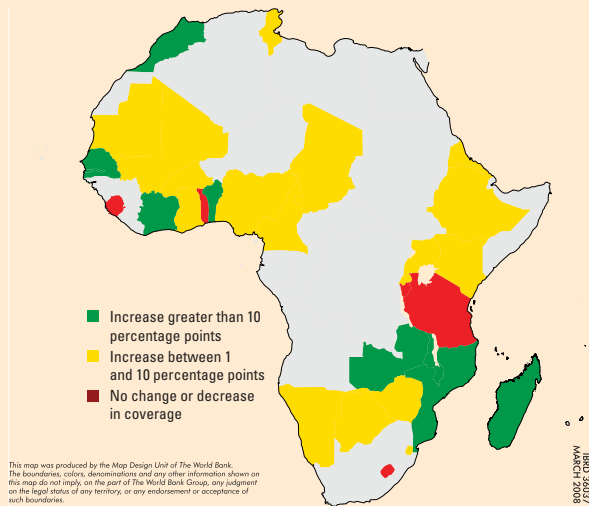 Increase greater than 10
percentage points
Increase between 1
and 10 percentage points
No change or decrease
in coverage
This map was produced by the Map Design Unit of The World Bank.
The boundaries, colors, denominations and any other information shown on
this map do not imply, on the part of The World Bank Group, any judgment
on the legal status of any territory, or any endorsement or acceptance of
such boundaries.
IBRD 36037
MARCH 2008